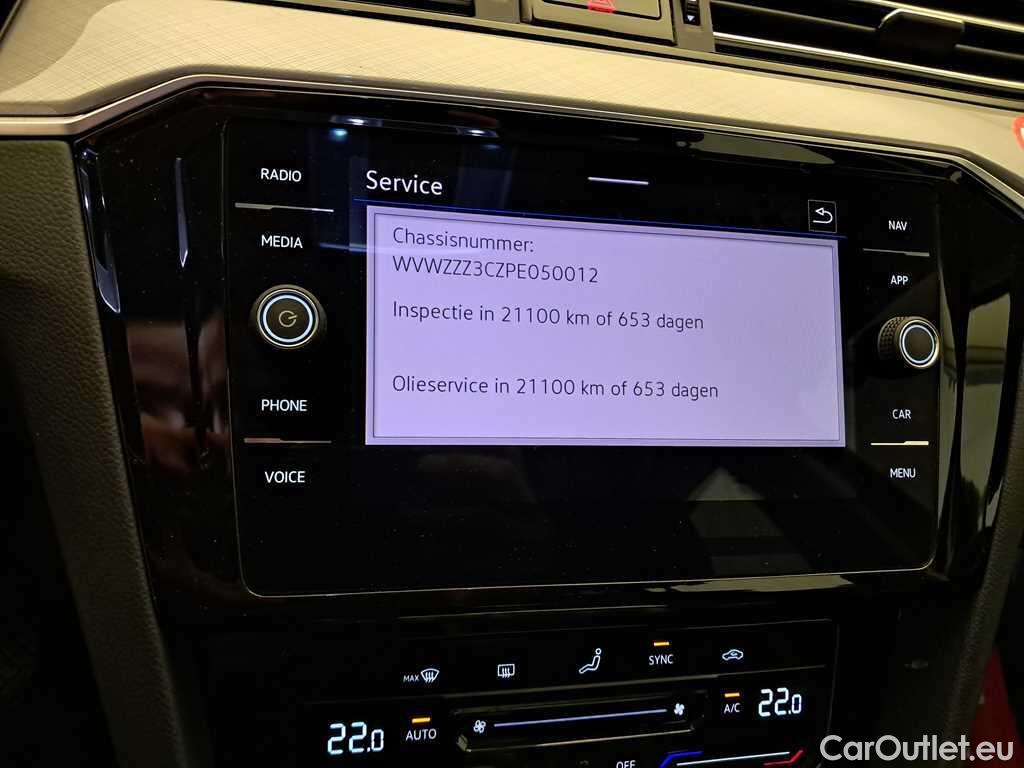 RADIO
MEDIA
PHONE
VOICE
Service
Chassisnummer:
WVWZZZ3CZPE050012
Inspectie in 21100 km of 653 dagen
Olieservice in 21100 km of 653 dagen
NAV
APP
CAR
MENU
MAX
SYNC
22.0
AUTO
A/C
22.0
OFF
CarOutlet.eu